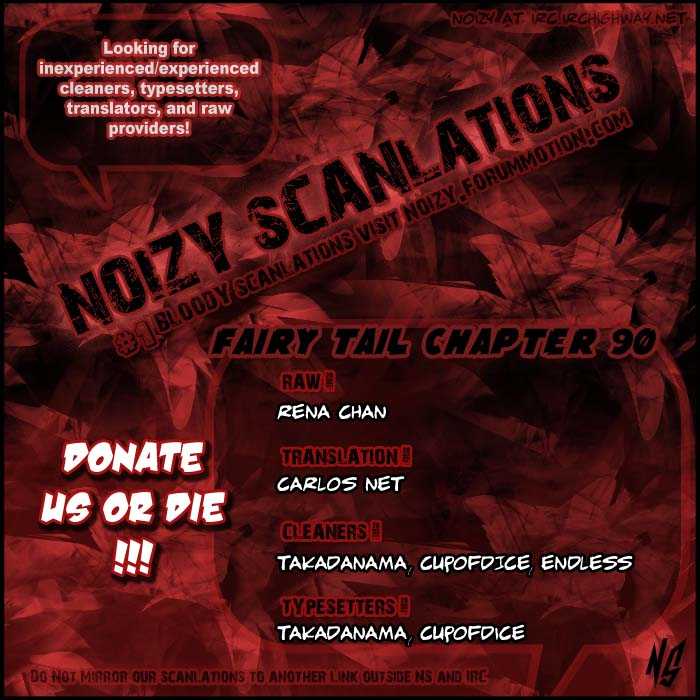 NOIZY AT IRC.IRCHIGHWAY.NET
Looking for
inexperienced/experienced
cleaners, typesetters,
translators, and raw
providers!
NOIZY SCANLATIONS
#1 BLOODY SCANLATIONS VISIT NOIZY.FORUMMOTION.COM
FAIRY TAIL CHAPTER 90
RAW:
RENA CHAN
TRANSLATION:
CARLOS NET
CLEANERS:
TAKADANAMA, CUPOFDICE, ENDLESS
TYPESETTERS:
TAKADANAMA, CUPOFDICE
DONATE
US OR DIE
!!!
NS
DO NOT MIRROR OUR SCANLATIONS TO ANOTHER LINK OUTSIDE NS AND IRC